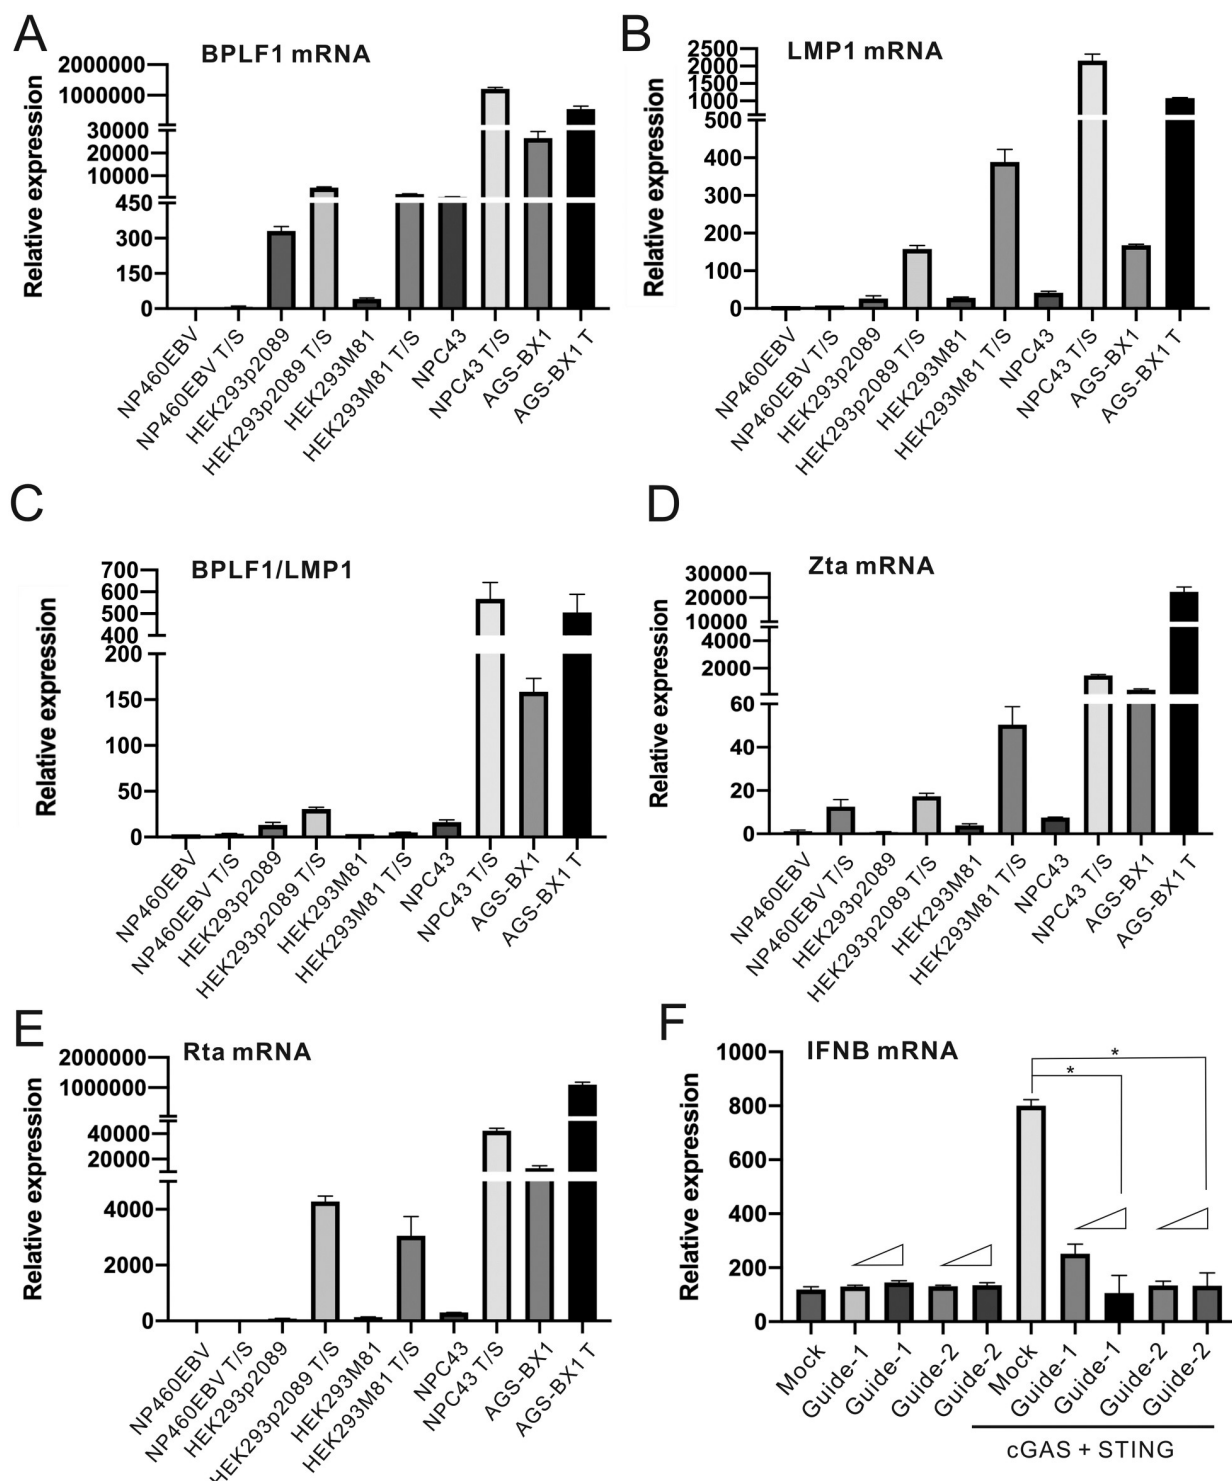 A
BPLF1 mRNA
Relative expression
2000000
1000000
30000
20000
10000
450
300
150
0
NP460EBV
NP460EBV T/S
HEK293p2089
HEK293p2089 T/S
HEK293M81
HEK293M81 T/S
NPC43
NPC43 T/S
AGS-BX1
AGS-BX1 T
B
LMP1 mRNA
Relative expression
2500
2000
1500
1000
500
400
300
200
100
0
NP460EBV
NP460EBV T/S
HEK293p2089
HEK293p2089 T/S
HEK293M81
HEK293M81 T/S
NPC43
NPC43 T/S
AGS-BX1
AGS-BX1 T
C
BPLF1/LMP1
Relative expression
700
600
500
400
200
150
100
50
0
NP460EBV
NP460EBV T/S
HEK293p2089
HEK293p2089 T/S
HEK293M81
HEK293M81 T/S
NPC43
NPC43 T/S
AGS-BX1
AGS-BX1 T
D
Zta mRNA
Relative expression
30000
20000
10000
4000
2000
60
40
20
0
NP460EBV
NP460EBV T/S
HEK293p2089
HEK293p2089 T/S
HEK293M81
HEK293M81 T/S
NPC43
NPC43 T/S
AGS-BX1
AGS-BX1 T
E
Rta mRNA
Relative expression
2000000
1000000
40000
20000
4000
2000
0
NP460EBV
NP460EBV T/S
HEK293p2089
HEK293p2089 T/S
HEK293M81
HEK293M81 T/S
NPC43
NPC43 T/S
AGS-BX1
AGS-BX1 T
F
IFNB mRNA
Relative expression
1000
800
600
400
200
0
*
*
Mock
Guide-1
Guide-1
Guide-2
Guide-2
Mock
Guide-1
Guide-1
Guide-2
Guide-2
cGAS + STING